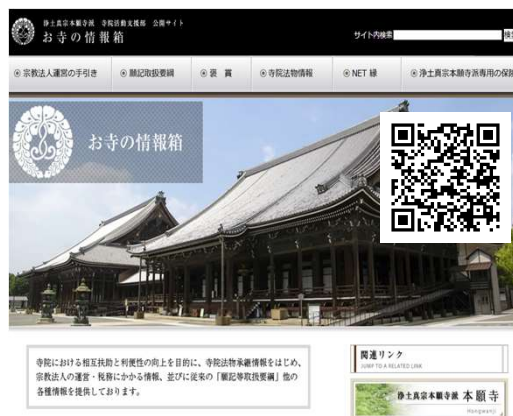 浄土真宗本願寺派 寺院活動支援部 公開サイト
お寺の情報箱
サイト内検索
検
宗教法人運営の手引き
願記取扱要綱
褒 賞
寺院法物情報
NET 縁
浄土真宗本願寺派専用の保険
お寺の情報箱
寺院における相互扶助と利便性の向上を目的に、寺院法物承継情報をはじめ、
宗教法人の運営・税務にかかる情報、並びに従来の「願記等取扱要綱」他の
各種情報を提供しております。
関連リンク
JUMP TO A RELATED LINK
浄土真宗本願寺派 本願寺
Hongwanji